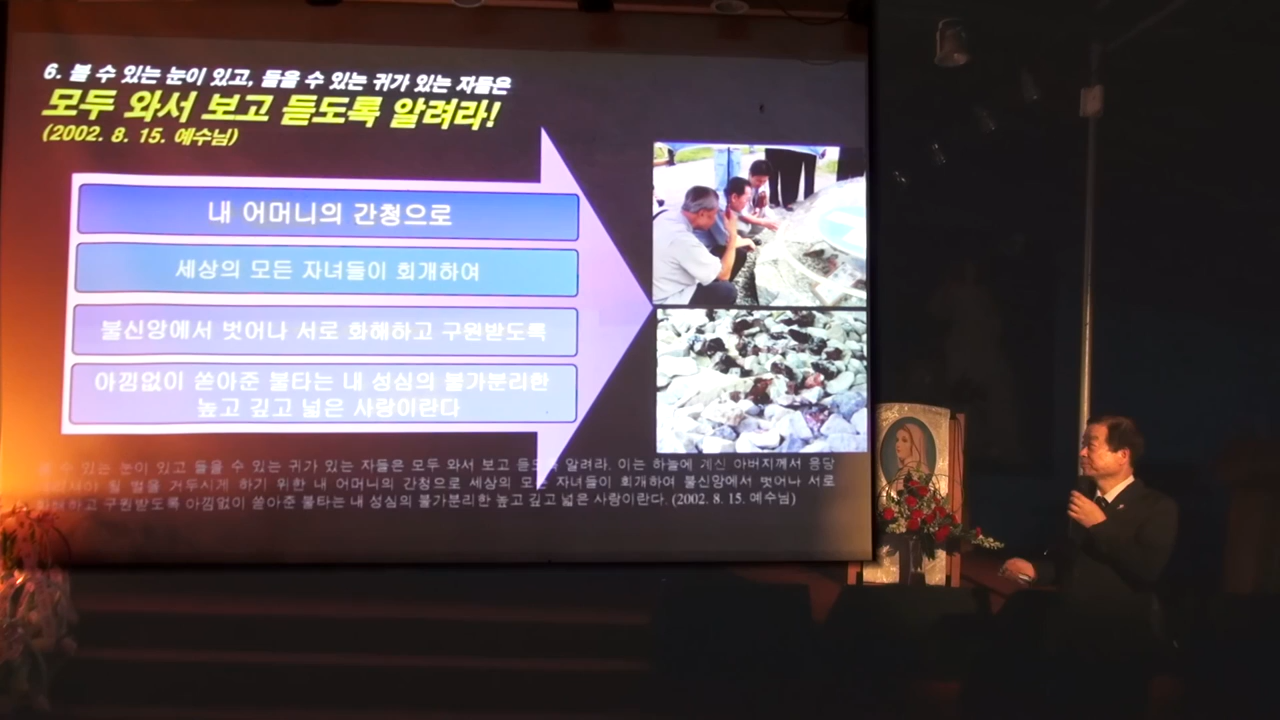 6. 볼 수 있는 눈이 있고, 들을 수 있는 귀가 있는 자들은
모두 와서 보고 듣도록 알려라!
(2002. 8. 15. 예수님)
내 어머니의 간청으로
세상의 모든 자녀들이 회개하여
불신앙에서 벗어나 서로 화해하고 구원받도록
아낌없이 쏟아준 불타는 내 성심의 불가분리한
높고 깊고 넓은 사랑이란다
수 있는 눈이 있고 들을 수 있는 귀가 있는 자들은 모두 와서 보고 듣도록 알려라. 이는 하늘에 계신 아버지께서 응당
할 벌을 거두시게 하기 위한 내 어머니의 간청으로 세상의 모든 자녀들이 회개하여 불신앙에서 벗어나 서로
구원받도록 아낌없이 쏟아준 불타는 내 성심의 불가분리한 높고 깊고 넓은 사랑이란다. (2002. 8. 15. 예수님)